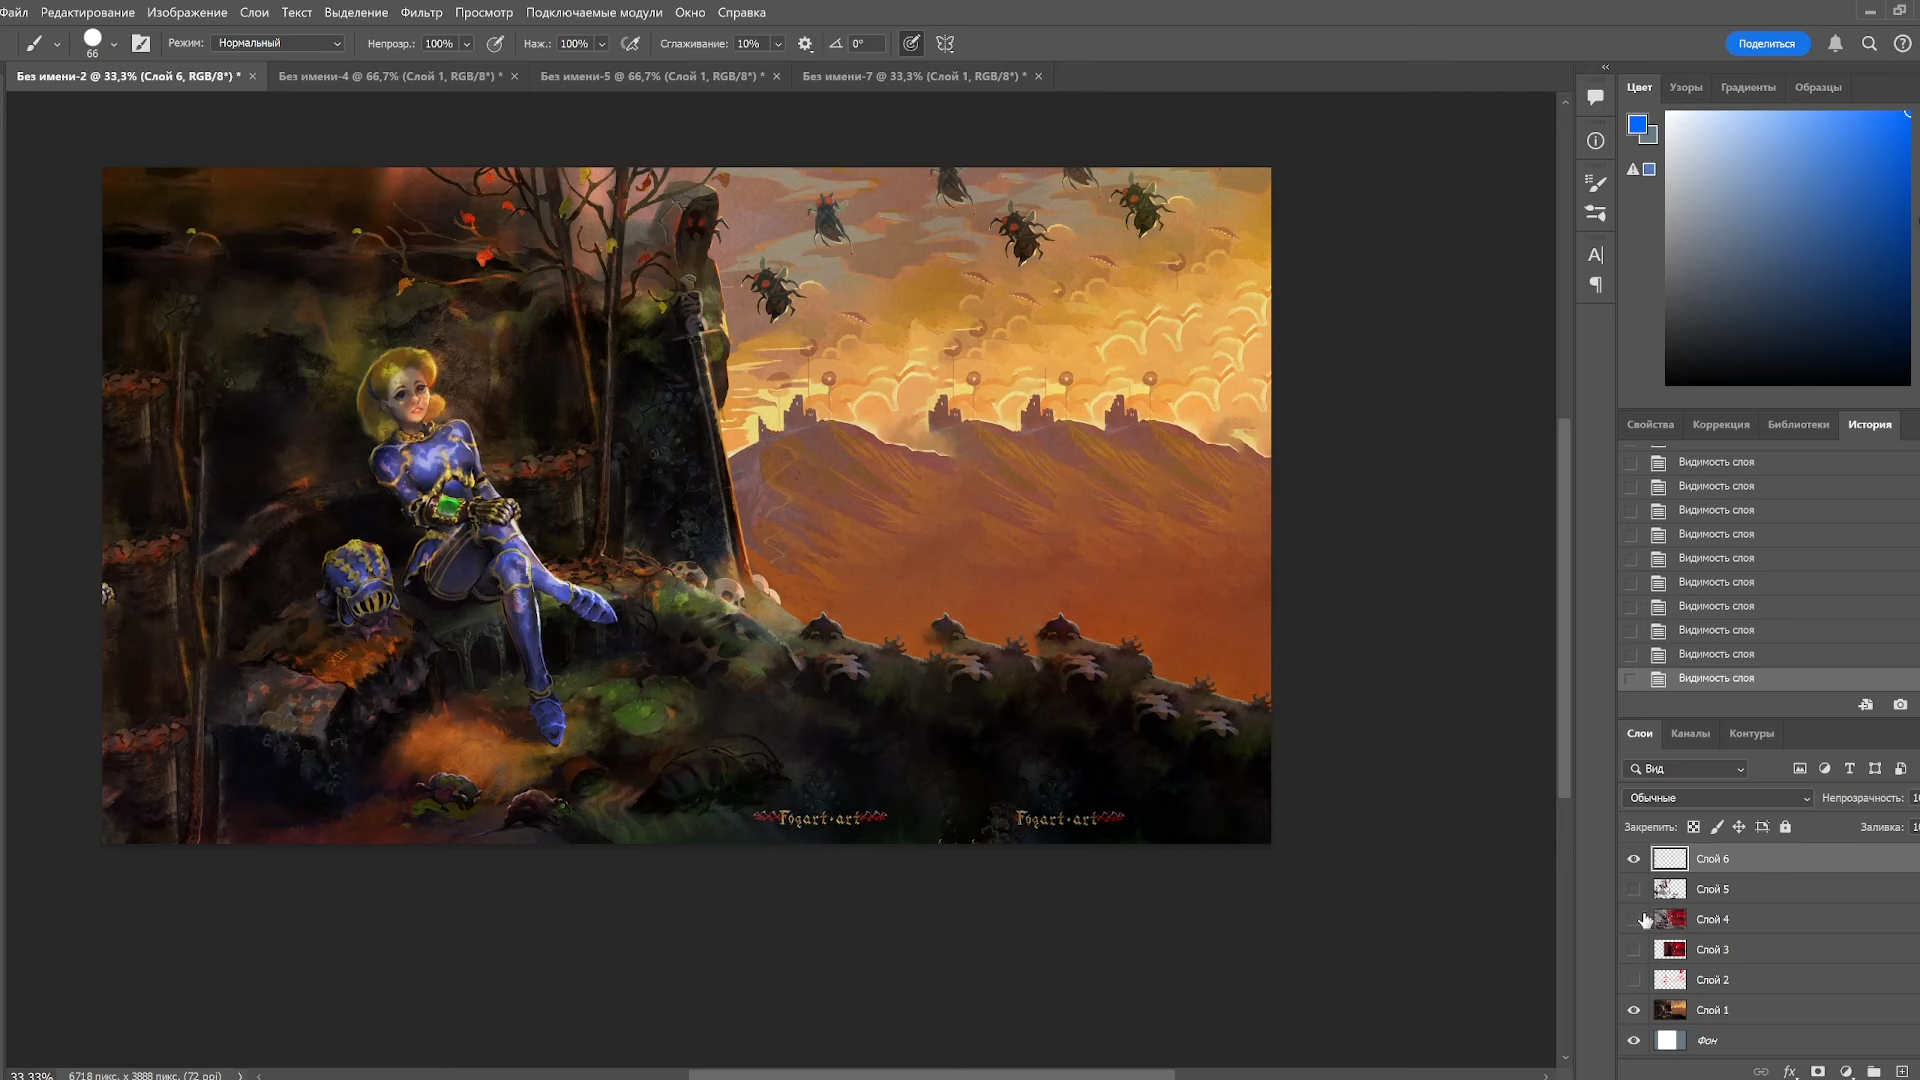 Файл Редактирование Изображение Слои Текст Выделение Фильтр Просмотр Подключаемые модули Окно Справка
66 Режим: Нормальный Непрозр.: 100% Наж.: 100% Сглаживание: 10% 0° Поделиться
Без имени-2 @ 33,3% (Слой 6, RGB/8*) * Без имени-4 @ 66,7% (Слой 1, RGB/8*) * Без имени-5 @ 66,7% (Слой 1, RGB/8*) * Без имени-7 @ 33,3% (Слой 1, RGB/8*) *
Цвет Узоры Градиенты Образцы
Свойства Коррекция Библиотеки История
Видимость слоя
Видимость слоя
Видимость слоя
Видимость слоя
Видимость слоя
Видимость слоя
Видимость слоя
Видимость слоя
Видимость слоя
Видимость слоя
Слои Каналы Контуры
Вид
Обычные Непрозрачность: 10
Закрепить: Заливка: 10
Слой 6
Слой 5
Слой 4
Слой 3
Слой 2
Слой 1
Фон
Fogart•art Fogart•art
33,33% 6718 пикс. x 3888 пикс. (72 ppi)